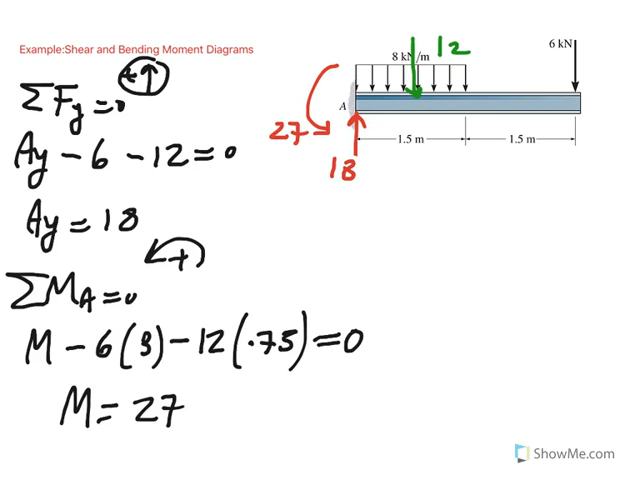 Example:Shear and Bending Moment Diagrams
ΣFy=0 +↑
Ay - 6 - 12 = 0
Ay = 18
+
ΣMA=0
M - 6(3) - 12(.75) = 0
M = 27
8 kN/m 12
6 kN
A
27
1.5 m 1.5 m
18
ShowMe.com